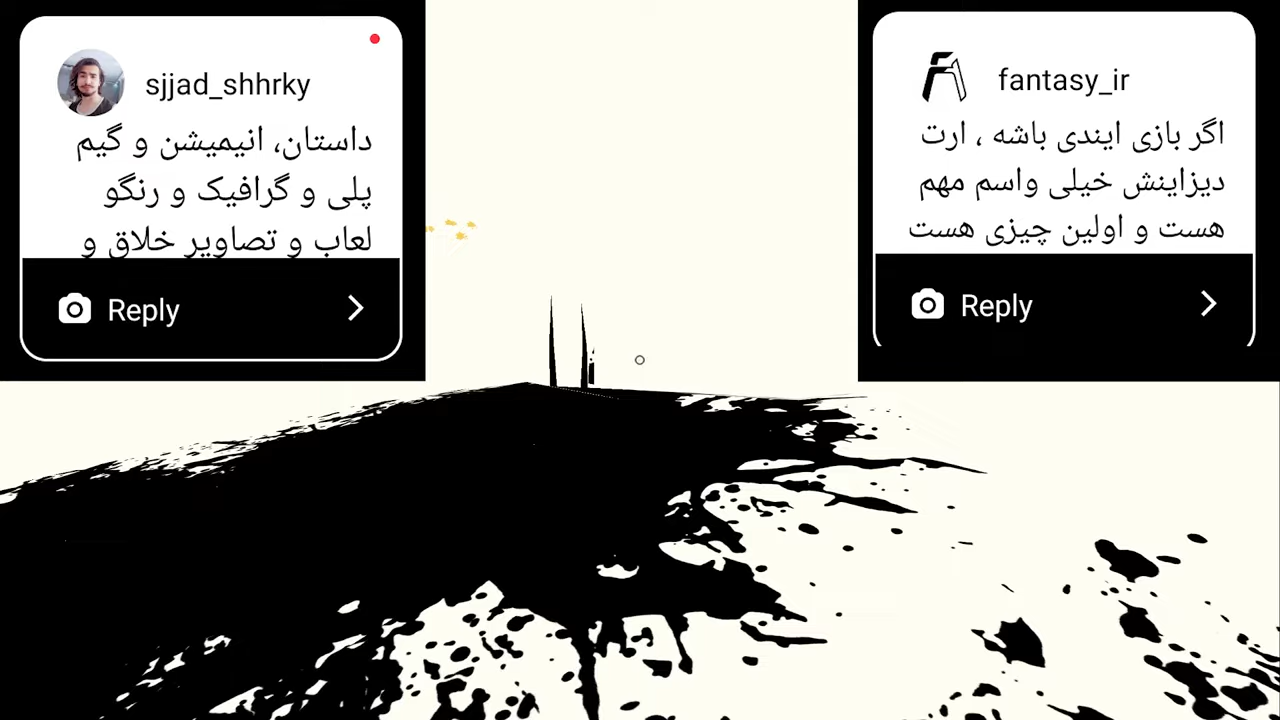 sjjad_shhrky
داستان، انیمیشن و گیم
پلی و گرافیک و رنگو
لعاب و تصاویر خلاق و
Reply
fantasy_ir
اگر بازی ایندی باشه ، ارت
دیزاینش خیلی واسم مهم
هست و اولین چیزی هست
Reply